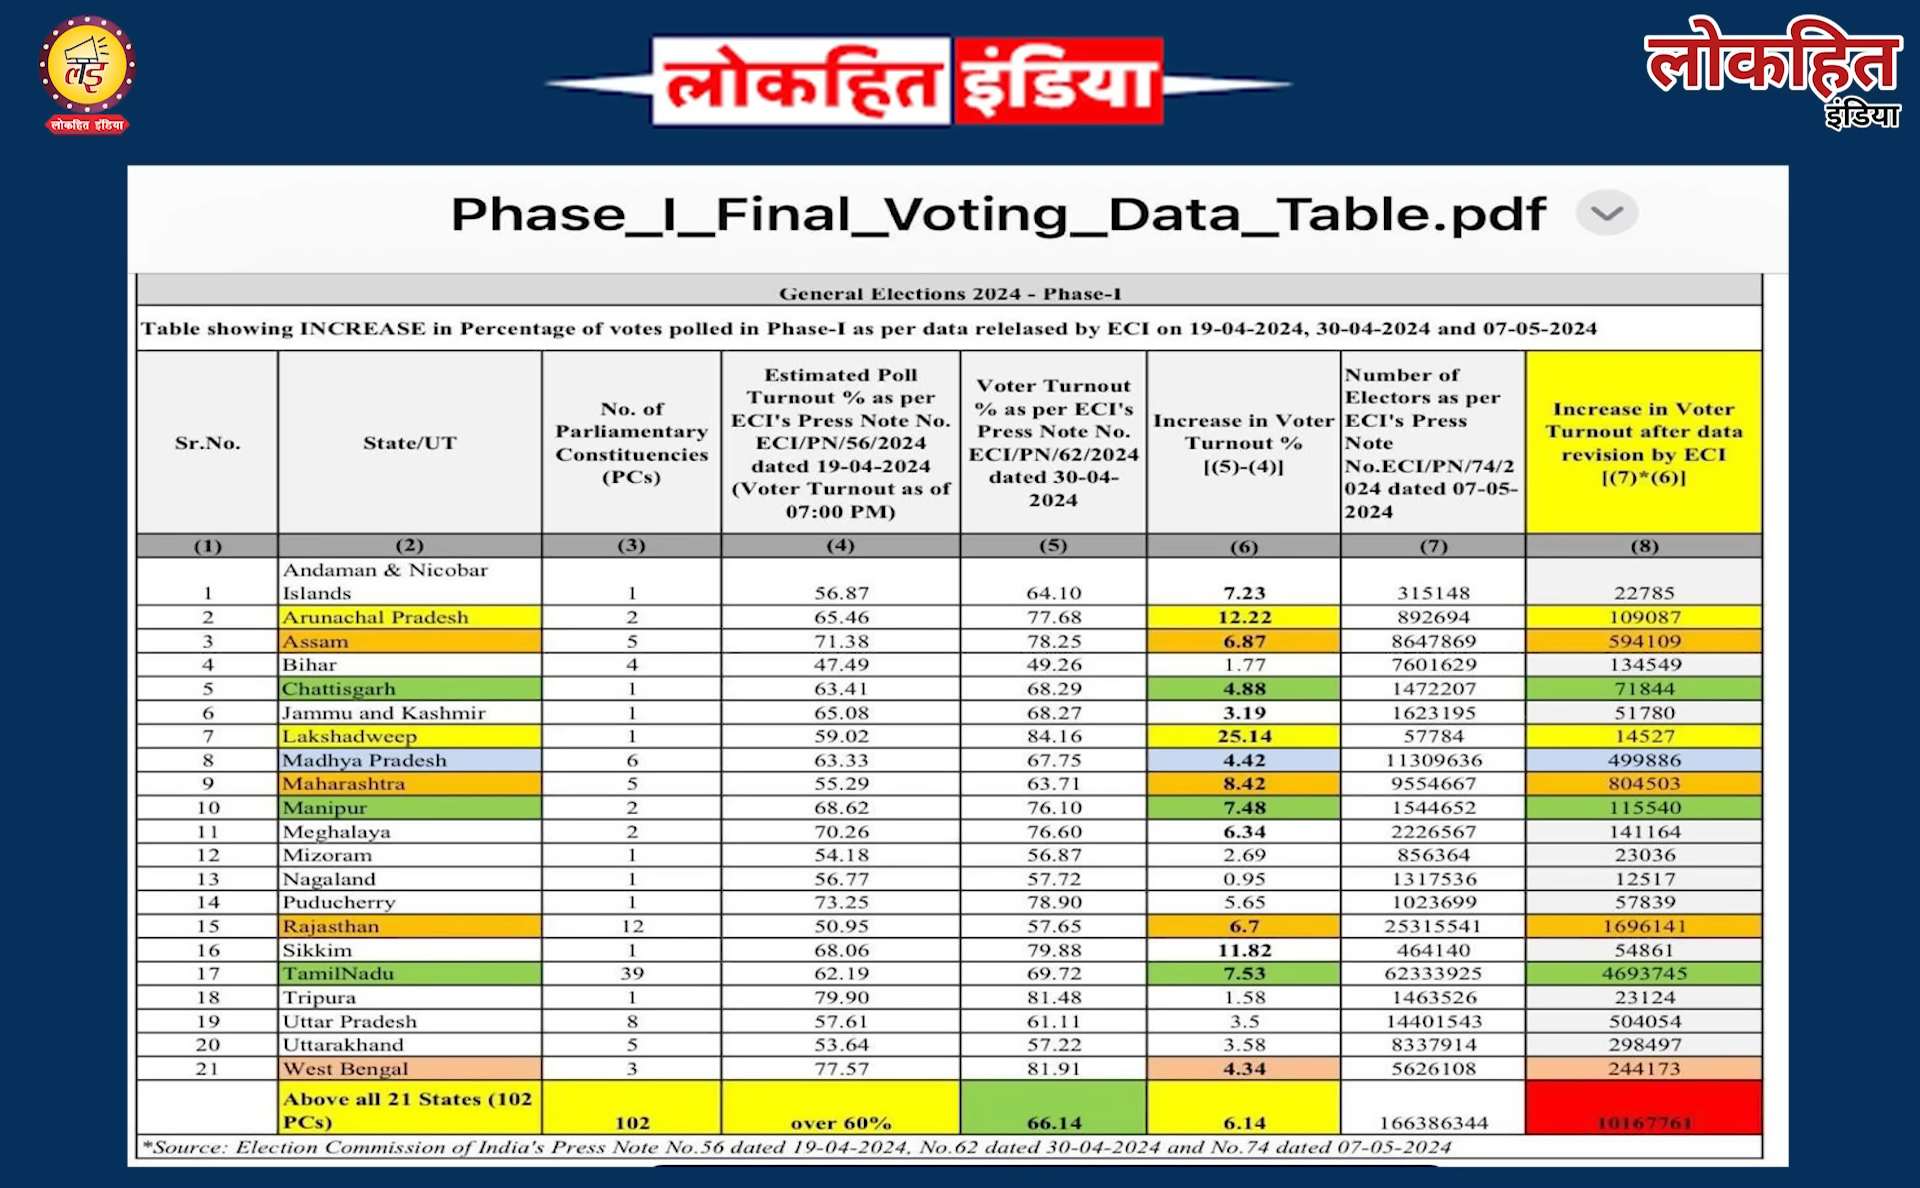 लई
लोकहित इंडिया
लोकहित इंडिया
लोकहित
इंडिया
Phase_I_Final_Voting_Data_Table.pdf
General Elections 2024 - Phase-I
Table showing INCREASE in Percentage of votes polled in Phase-I as per data relelased by ECI on 19-04-2024, 30-04-2024 and 07-05-2024
Sr.No.
State/UT
No. of
Parliamentary
Constituencies
(PCs)
Estimated Poll
Turnout % as per
ECI's Press Note No.
ECI/PN/56/2024
dated 19-04-2024
(Voter Turnout as of
07:00 PM)
Voter Turnout
% as per ECI's
Press Note No.
ECI/PN/62/2024
dated 30-04-
2024
Increase in Voter
Turnout %
[(5)-(4)]
Number of
Electors as per
ECI's Press
Note
No.ECI/PN/74/2
024 dated 07-05-
2024
Increase in Voter
Turnout after data
revision by ECI
[(7)*(6)]
(1) (2) (3) (4) (5) (6) (7) (8)
Andaman & Nicobar
1 Islands 1 56.87 64.10 7.23 315148 22785
2 Arunachal Pradesh 2 65.46 77.68 12.22 892694 109087
3 Assam 5 71.38 78.25 6.87 8647869 594109
4 Bihar 4 47.49 49.26 1.77 7601629 134549
5 Chattisgarh 1 63.41 68.29 4.88 1472207 71844
6 Jammu and Kashmir 1 65.08 68.27 3.19 1623195 51780
7 Lakshadweep 1 59.02 84.16 25.14 57784 14527
8 Madhya Pradesh 6 63.33 67.75 4.42 11309636 499886
9 Maharashtra 5 55.29 63.71 8.42 9554667 804503
10 Manipur 2 68.62 76.10 7.48 1544652 115540
11 Meghalaya 2 70.26 76.60 6.34 2226567 141164
12 Mizoram 1 54.18 56.87 2.69 856364 23036
13 Nagaland 1 56.77 57.72 0.95 1317536 12517
14 Puducherry 1 73.25 78.90 5.65 1023699 57839
15 Rajasthan 12 50.95 57.65 6.7 25315541 1696141
16 Sikkim 1 68.06 79.88 11.82 464140 54861
17 TamilNadu 39 62.19 69.72 7.53 62333925 4693745
18 Tripura 1 79.90 81.48 1.58 1463526 23124
19 Uttar Pradesh 8 57.61 61.11 3.5 14401543 504054
20 Uttarakhand 5 53.64 57.22 3.58 8337914 298497
21 West Bengal 3 77.57 81.91 4.34 5626108 244173
Above all 21 States (102
PCs) 102 over 60% 66.14 6.14 166386344 10167761
*Source: Election Commission of India's Press Note No.56 dated 19-04-2024, No.62 dated 30-04-2024 and No.74 dated 07-05-2024